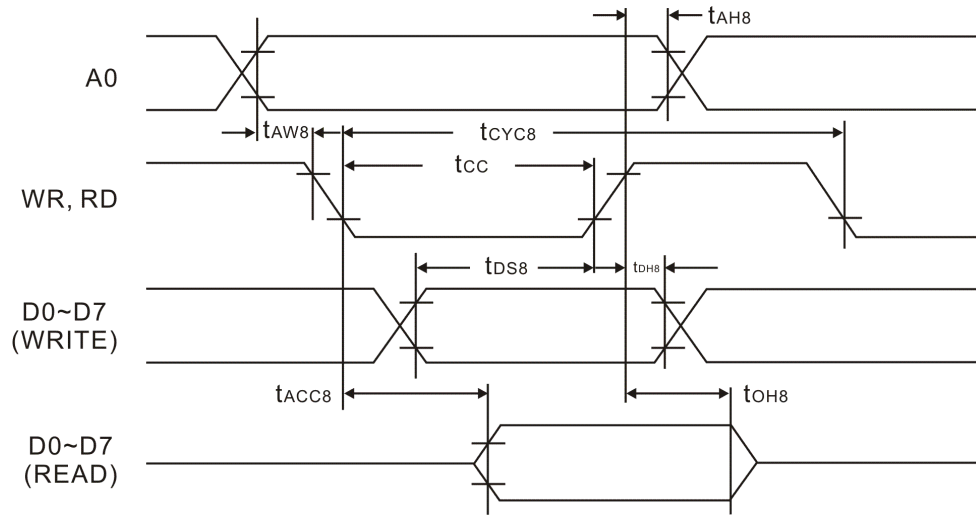 tAH8
A0
tAW8
tCYC8
tCC
WR, RD
tDS8
tDH8
D0~D7
(WRITE)
tACC8
tOH8
D0~D7
(READ)